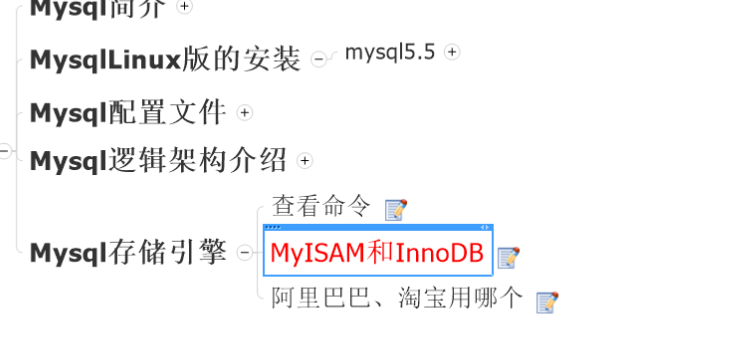 Mysql简介
MysqlLinux版的安装
mysql5.5
Mysql配置文件
Mysql逻辑架构介绍
Mysql存储引擎
查看命令
MyISAM和InnoDB
阿里巴巴、淘宝用哪个